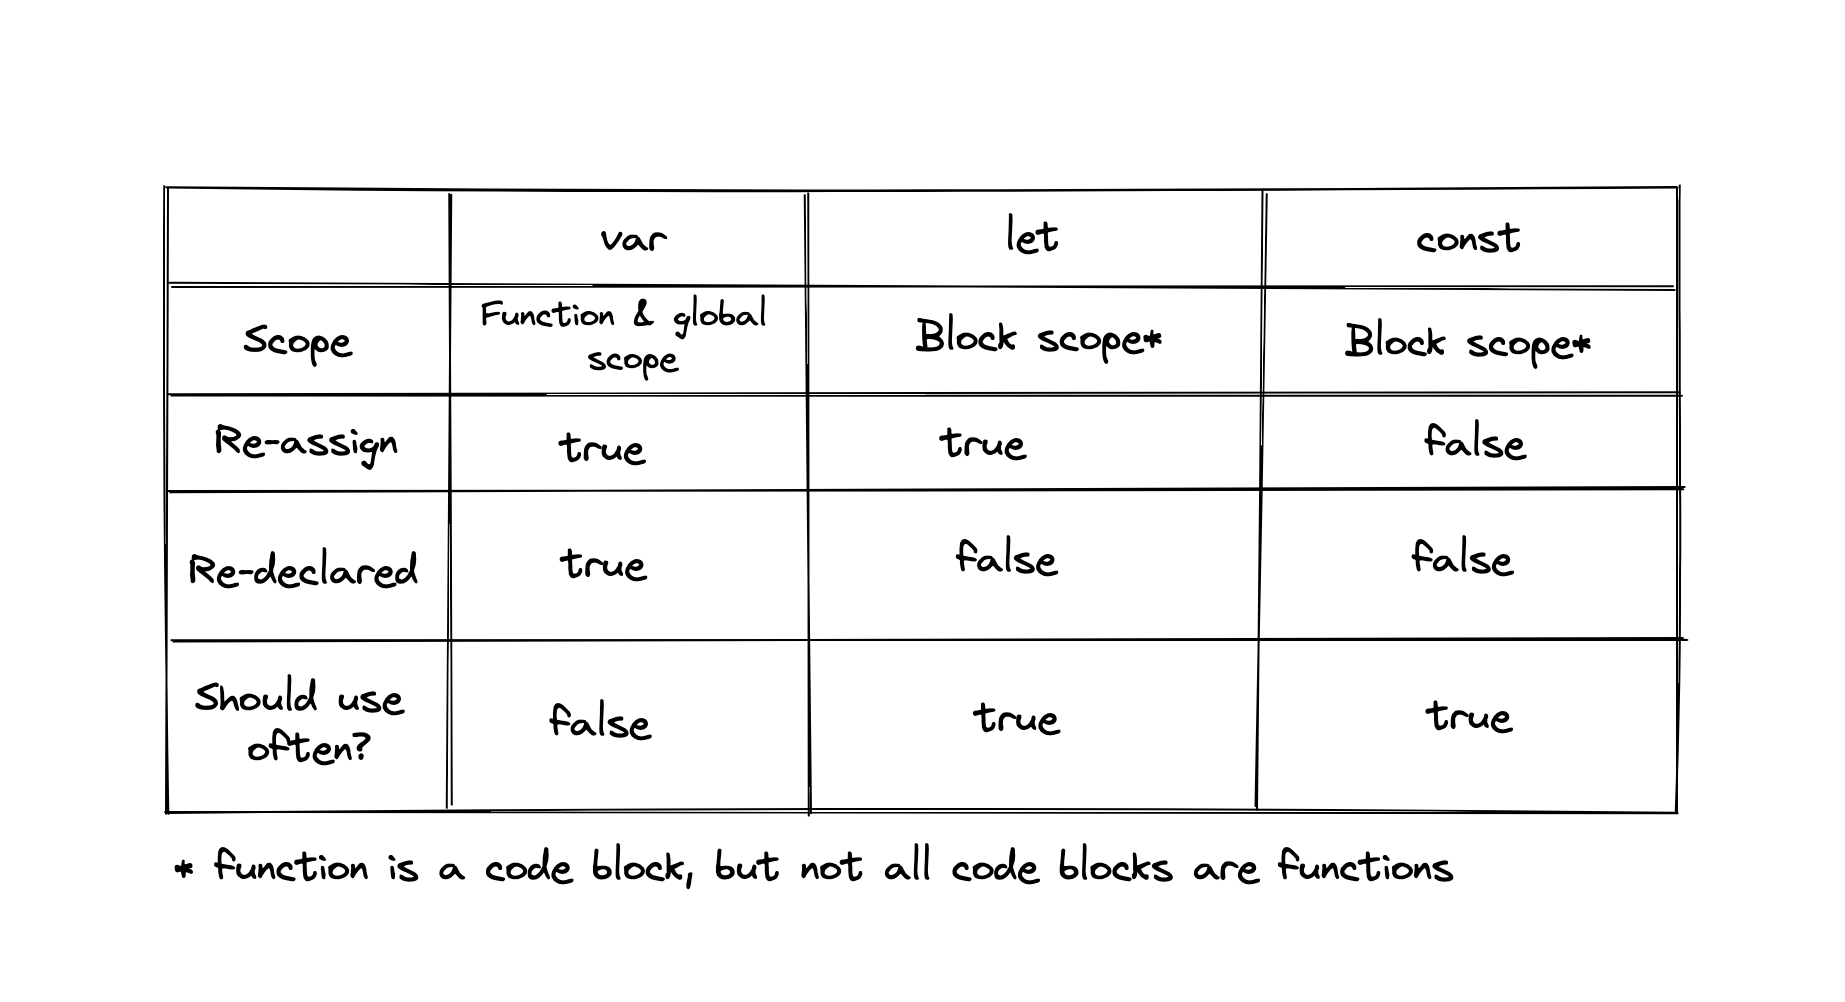 var let const
Scope Function & global scope Block scope* Block scope*
Re-assign true true false
Re-declared true false false
Should use often? false true true
* function is a code block, but not all code blocks are functions